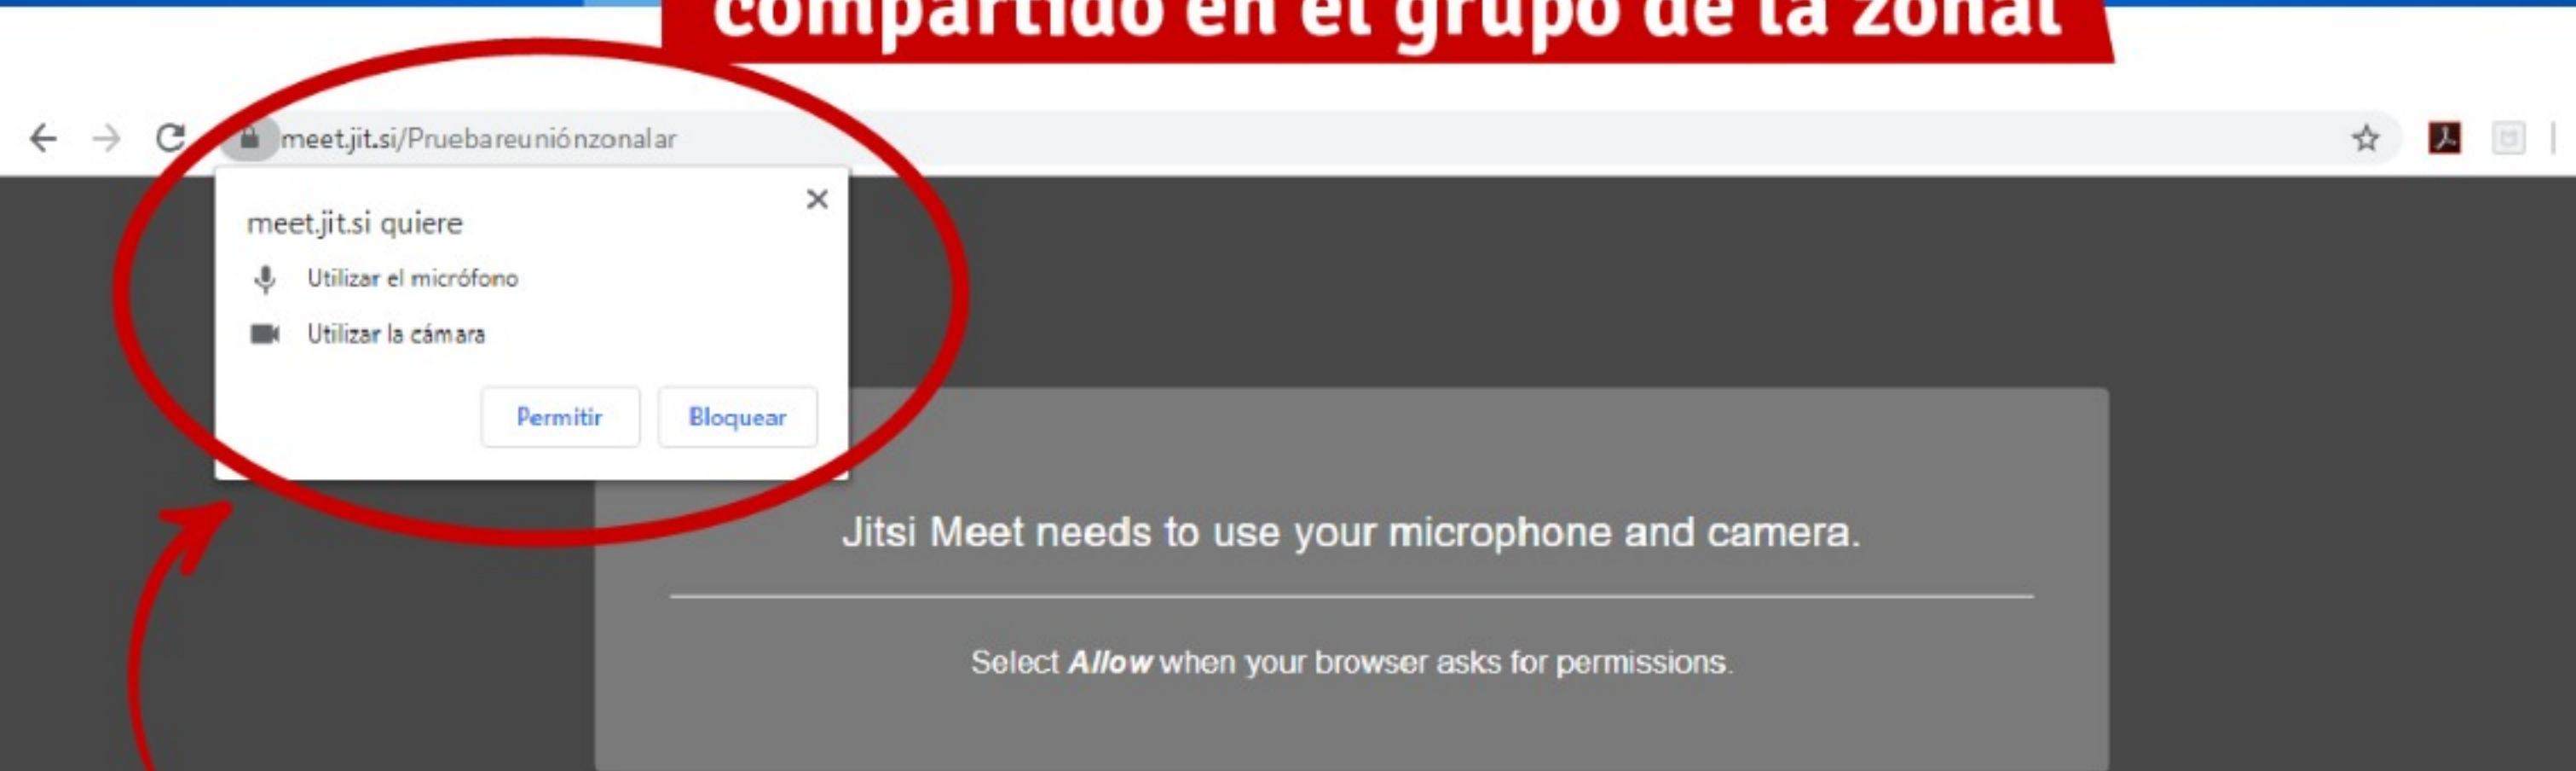 compartido en el grupo de la zonal
meet.jit.si/Pruebareuniónzonalar
meet.jit.si quiere
Utilizar el micrófono
Utilizar la cámara
Permitir
Bloquear
Jitsi Meet needs to use your microphone and camera.
Select Allow when your browser asks for permissions.